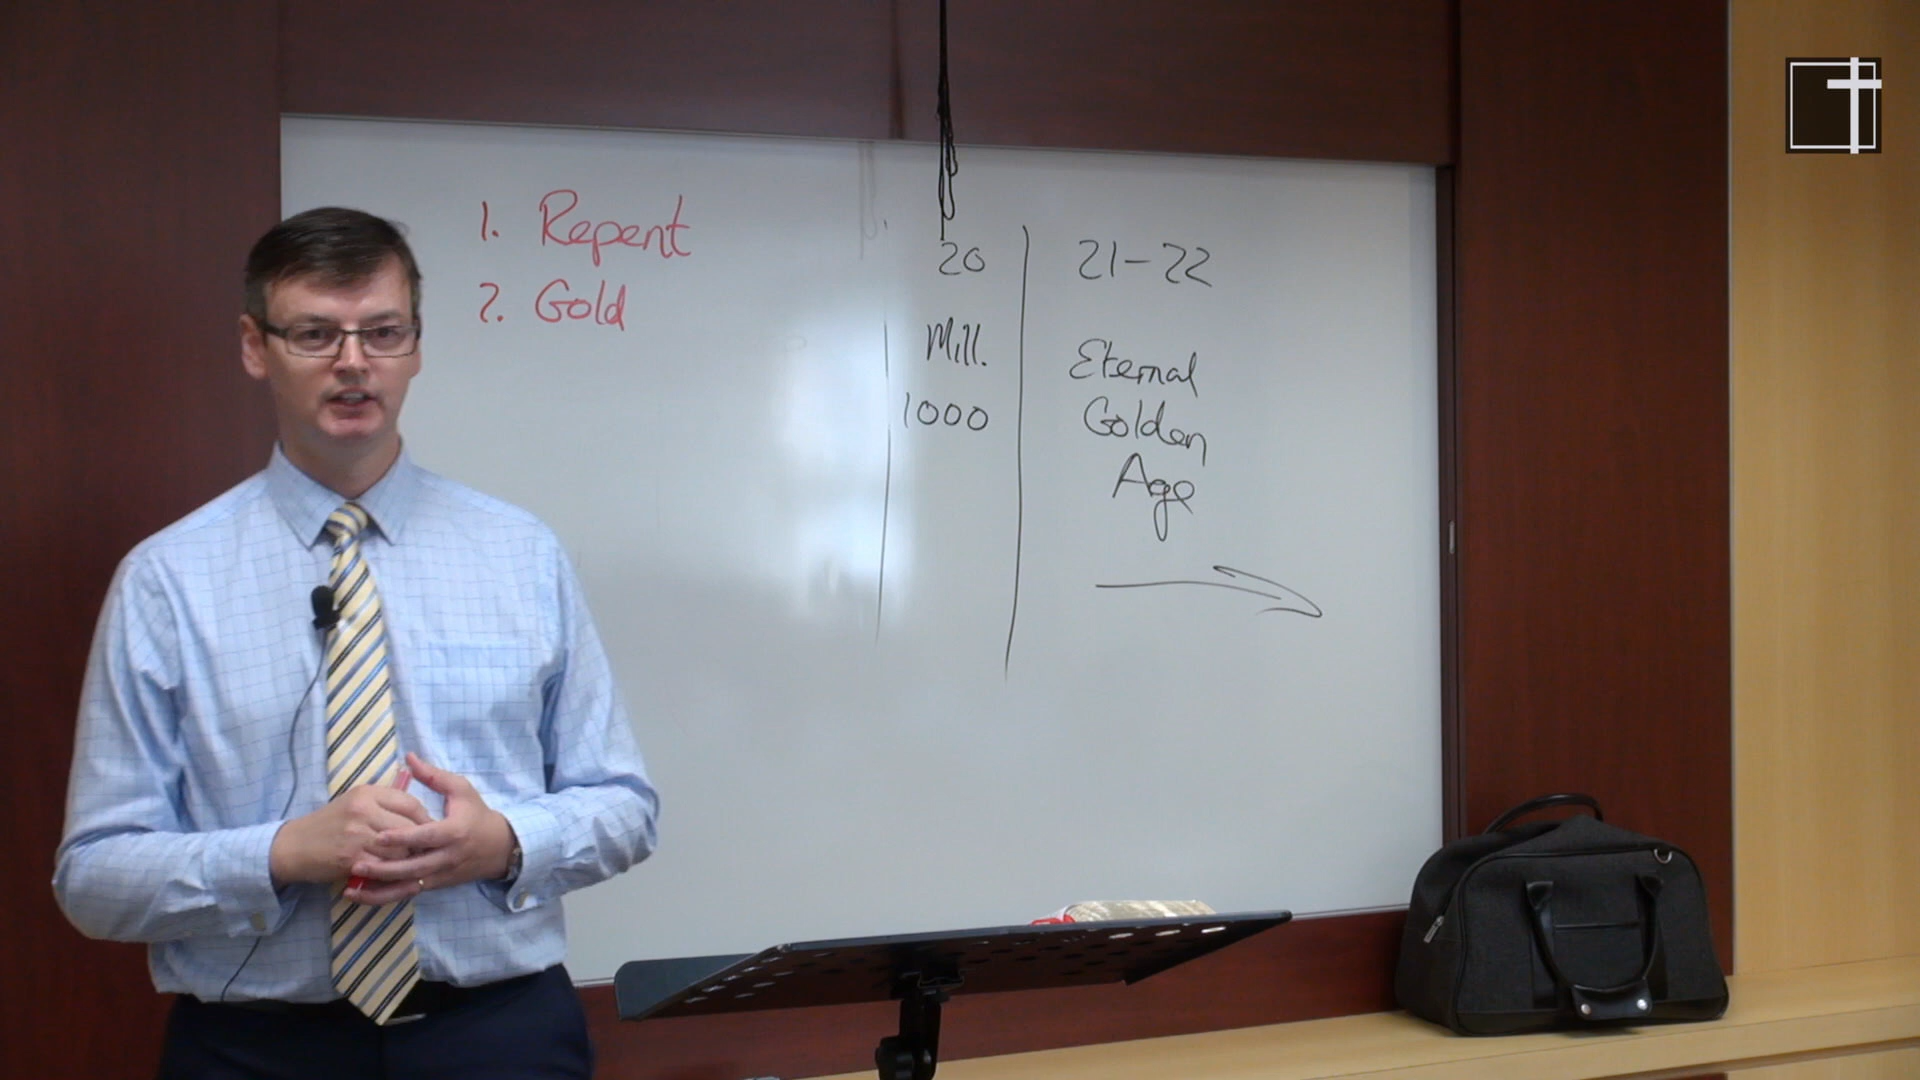 1. Repent
2. Gold
20
Mill.
1000
21-22
Eternal
Golden
Age